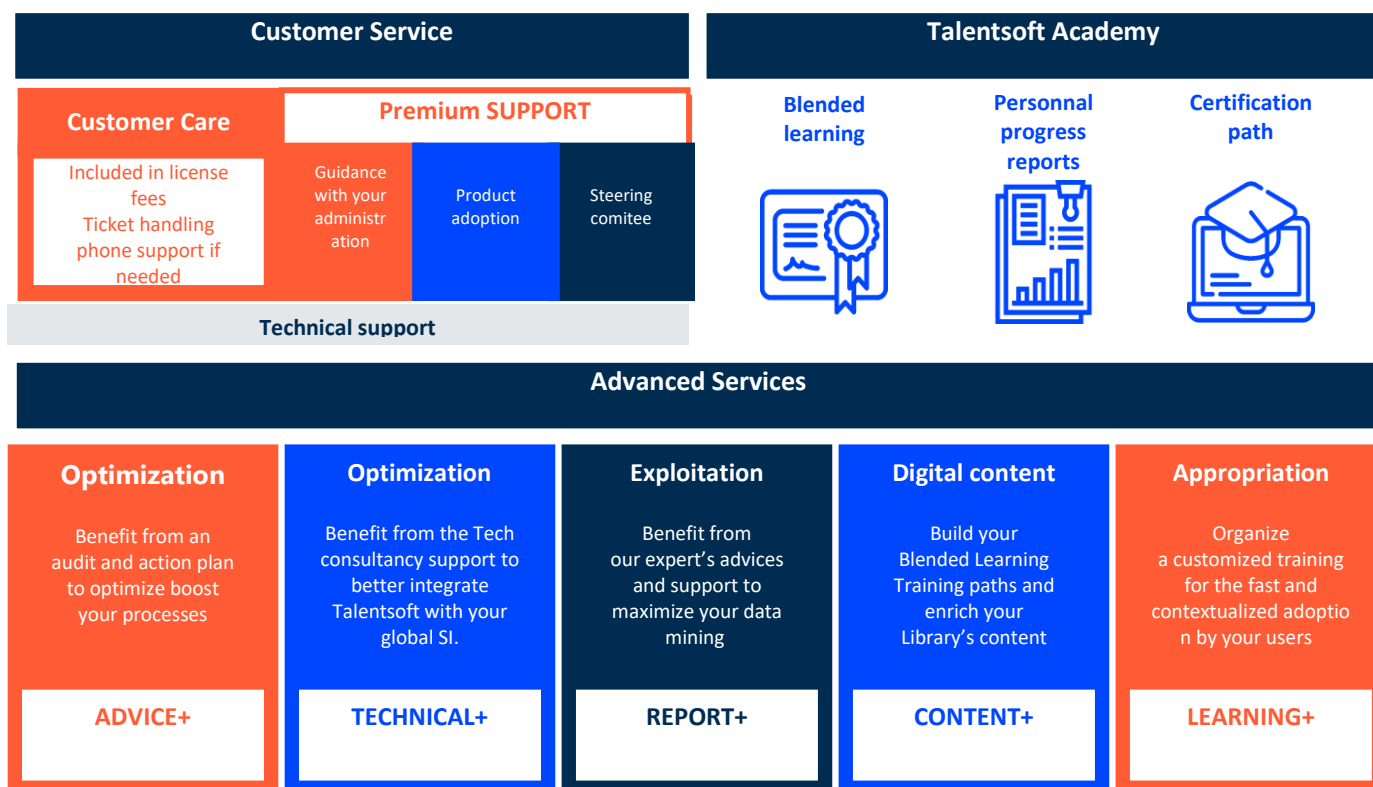 Customer Service
Customer Care
Included in license
fees
Ticket handling
phone support if
needed
Premium SUPPORT
Guidance
with your
administr
ation
Product
adoption
Steering
comitee
Technical support
Talentsoft Academy
Blended
learning
Personnal
progress
reports
Certification
path
Advanced Services
Optimization
Benefit from an
audit and action plan
to optimize boost
your processes
ADVICE+
Optimization
Benefit from the Tech
consultancy support to
better integrate
Talentsoft with your
global SI.
TECHNICAL+
Exploitation
Benefit from
our expert’s advices
and support to
maximize your data
mining
REPORT+
Digital content
Build your
Blended Learning
Training paths and
enrich your
Library’s content
CONTENT+
Appropriation
Organize
a customized training
for the fast and
contextualized adoptio
n by your users
LEARNING+